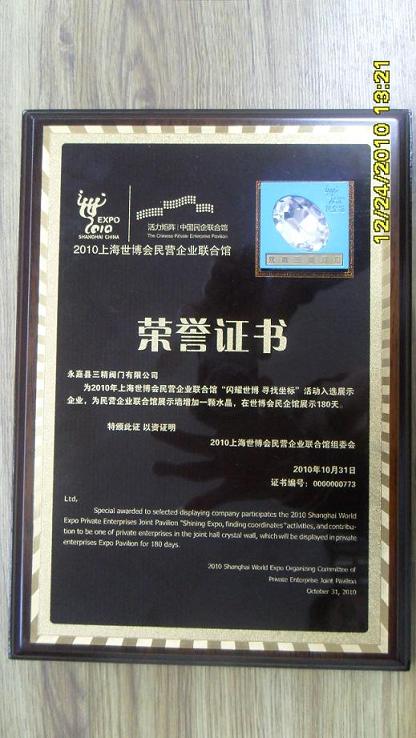 12/24/2010 13:21
EXPO
2010
SHANGHAI CHINA
活力矩阵 | 中国民企联合馆
The Chinese Private Enterprise Pavilion
2010上海世博会民营企业联合馆
荣誉证书
永嘉县三精阀门有限公司
为2010年上海世博会民营企业联合馆“闪耀世博 寻找坐标”活动入选展示
企业，为民营企业联合馆展示墙增加一颗水晶，在世博会民企馆展示180天。
特颁此证 以资证明
2010上海世博会民营企业联合馆组委会
2010年10月31日
证书编号：0000000773
Ltd,
Special awarded to selected displaying company participates the 2010 Shanghai World
Expo Private Enterprises Joint Pavilion "Shining Expo, finding coordinates" activities, and contribu-
tion to be one of private enterprises in the joint hall crystal wall, which will be displayed in private
enterprises Expo Pavilion for 180 days.
2010 Shanghai World Expo Organizing Committee of
Private Enterprise Joint Pavilion
October 31, 2010